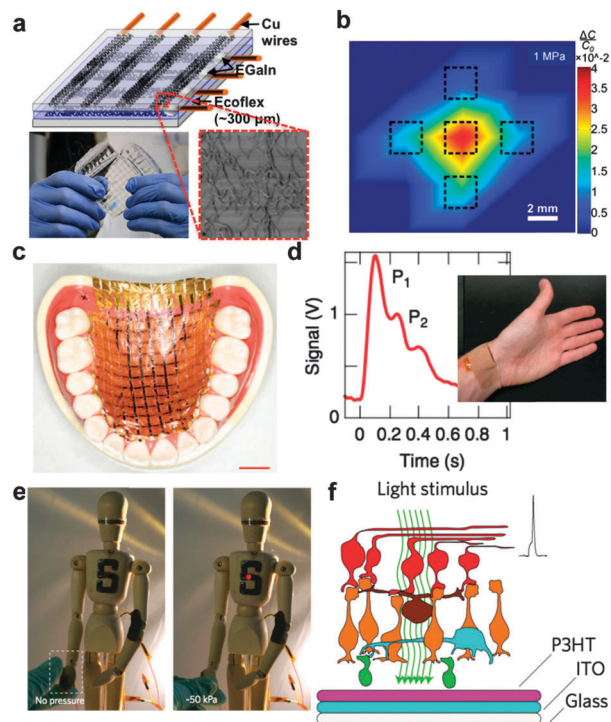 a
Cu
wires
EGaIn
Ecoflex
(~300 μm)
b
1 MPa
ΔC
C₀
×10^-2
4
3.5
3
2.5
2
1.5
1
0.5
0
2 mm
c
d
Signal (V)
1
0
P₁
P₂
0 0.2 0.4 0.6 0.8 1
Time (s)
e
No pressure
~50 kPa
S
S
f
Light stimulus
P3HT
ITO
Glass